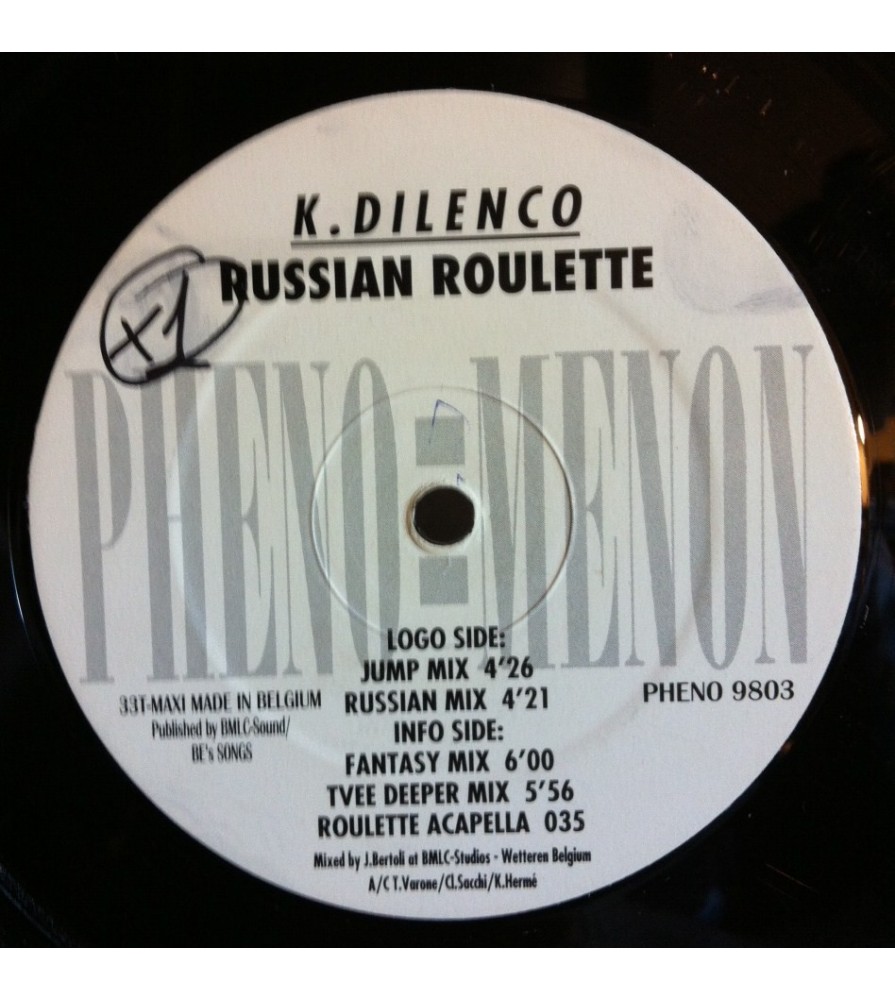 K. DILENCO
RUSSIAN ROULETTE
x1
PHENO-MENON
LOGO SIDE:
JUMP MIX 4'26
RUSSIAN MIX 4'21
INFO SIDE:
FANTASY MIX 6'00
TVEE DEEPER MIX 5'56
ROULETTE ACAPELLA 035
33T-MAXI MADE IN BELGIUM
Published by BMLC-Sound/
BE's SONGS
PHENO 9803
Mixed by J.Bertoli at BMLC-Studios - Wetteren Belgium
A/C T.Varone/Cl.Sacchi/K.Hermé